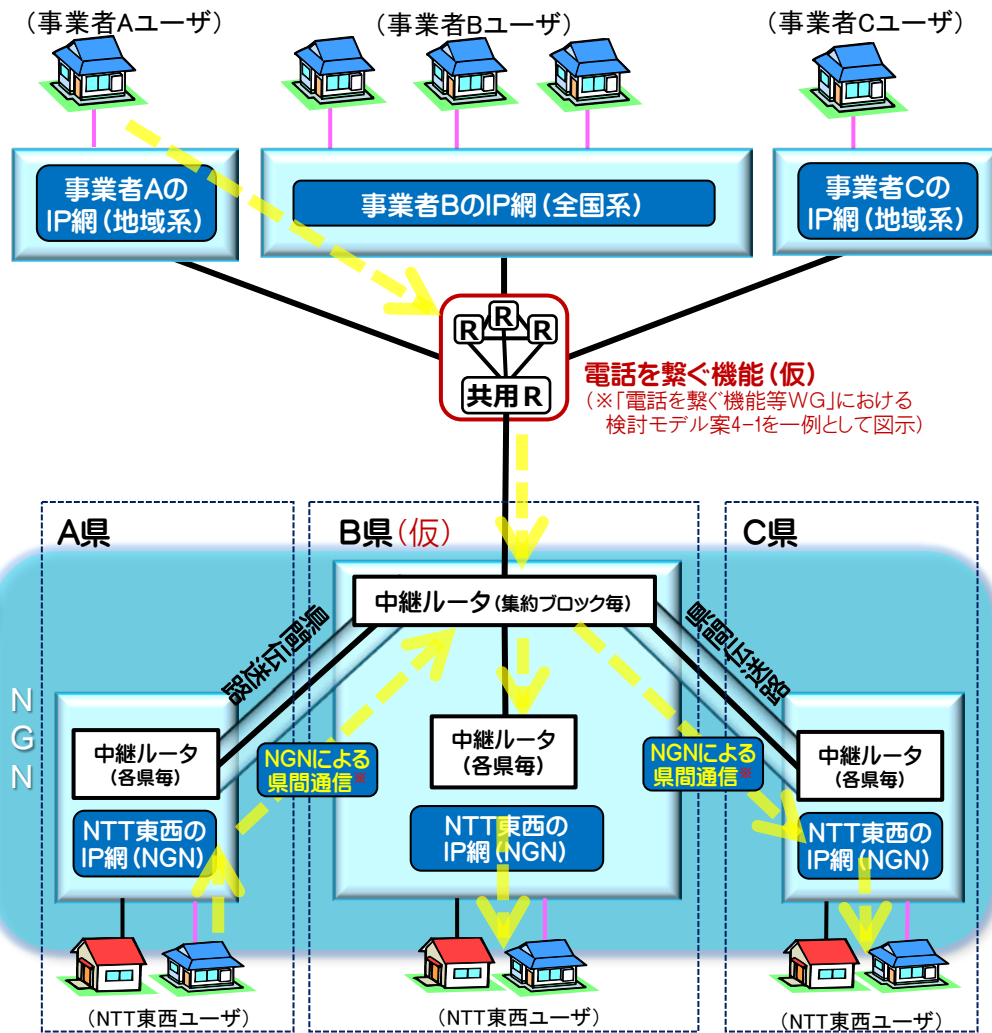 (事業者Aユーザ)
(事業者Bユーザ)
(事業者Cユーザ)
事業者Aの
IP網(地域系)
事業者BのIP網(全国系)
事業者Cの
IP網(地域系)
R
R
R
共用R
電話を繋ぐ機能(仮)
(※「電話を繋ぐ機能等WG」における
検討モデル案4-1を一例として図示)
A県
B県(仮)
C県
中継ルータ(集約ブロック毎)
県間伝送路
県間伝送路
NGN
中継ルータ
(各県毎)
NGNによる
県間通信※
中継ルータ
(各県毎)
NGNによる
県間通信※
中継ルータ
(各県毎)
NTT東西の
IP網(NGN)
NTT東西の
IP網(NGN)
NTT東西の
IP網(NGN)
(NTT東西ユーザ)
(NTT東西ユーザ)
(NTT東西ユーザ)